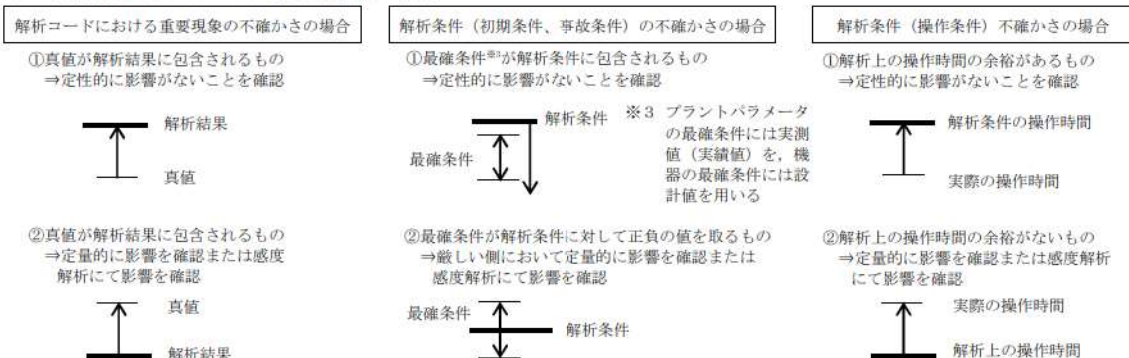 解析コードにおける重要現象の不確かさの場合
①真値が解析結果に包含されるもの
⇒定性的に影響がないことを確認
解析結果
真値
②真値が解析結果に包含されるもの
⇒定量的に影響を確認または感度
解析にて影響を確認
真値
解析結果
解析条件（初期条件、事故条件）の不確かさの場合
①最確条件※3が解析条件に包含されるもの
⇒定性的に影響がないことを確認
解析条件
最確条件
※３ プラントパラメータ
の最確条件には実測
値（実績値）を，機
器の最確条件には設
計値を用いる
②最確条件が解析条件に対して正負の値を取るもの
⇒厳しい側において定量的に影響を確認または
感度解析にて影響を確認
最確条件
解析条件
解析条件（操作条件）不確かさの場合
①解析上の操作時間の余裕があるもの
⇒定性的に影響がないことを確認
解析条件の操作時間
実際の操作時間
②解析上の操作時間の余裕がないもの
⇒定量的に影響を確認または感度解析
にて影響を確認
実際の操作時間
解析上の操作時間